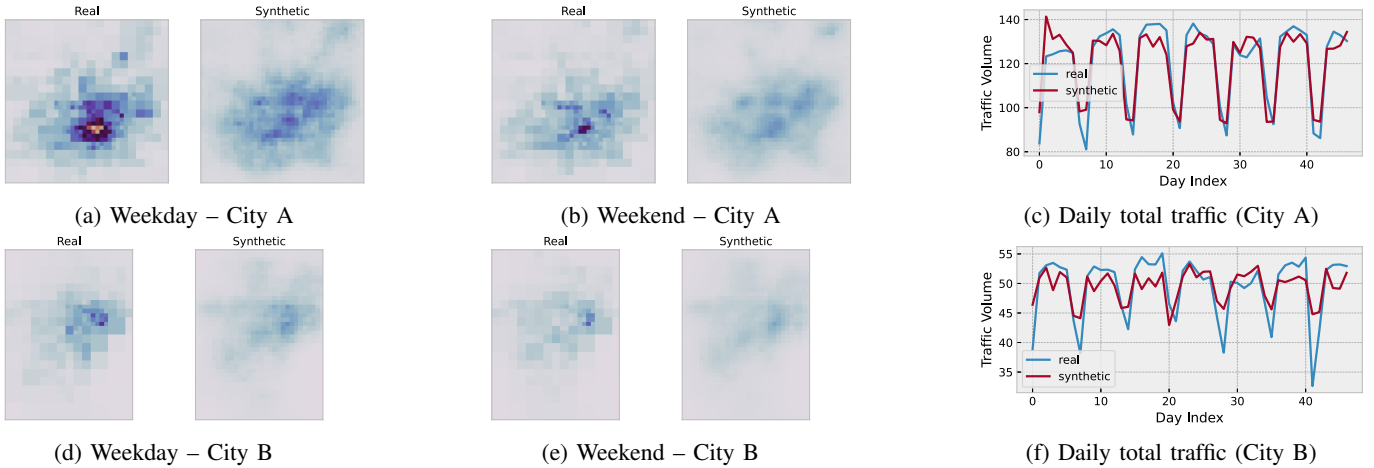 Real
Synthetic
(a) Weekday – City A
Real
Synthetic
(b) Weekend – City A
Traffic Volume
140
120
100
80
real
synthetic
0
10
20
30
40
Day Index
(c) Daily total traffic (City A)
Real
Synthetic
(d) Weekday – City B
Real
Synthetic
(e) Weekend – City B
Traffic Volume
55
50
45
40
35
real
synthetic
0
10
20
30
40
Day Index
(f) Daily total traffic (City B)